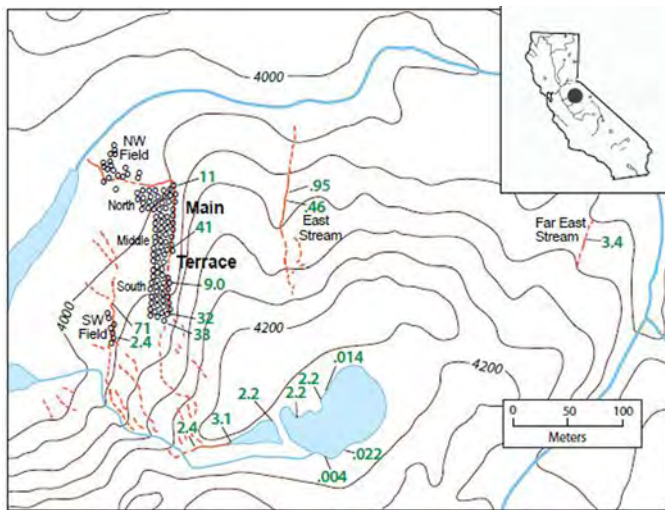 4000
NW
Field
11
North
Main
.95
.46
East
Stream
Far East
Stream
3.4
Middle
41
Terrace
South
9.0
4000
SW
Field
71
2.4
32
33
4200
4200
.014
2.2
2.2
2.2
3.1
2.4
.022
.004
0 50 100
Meters